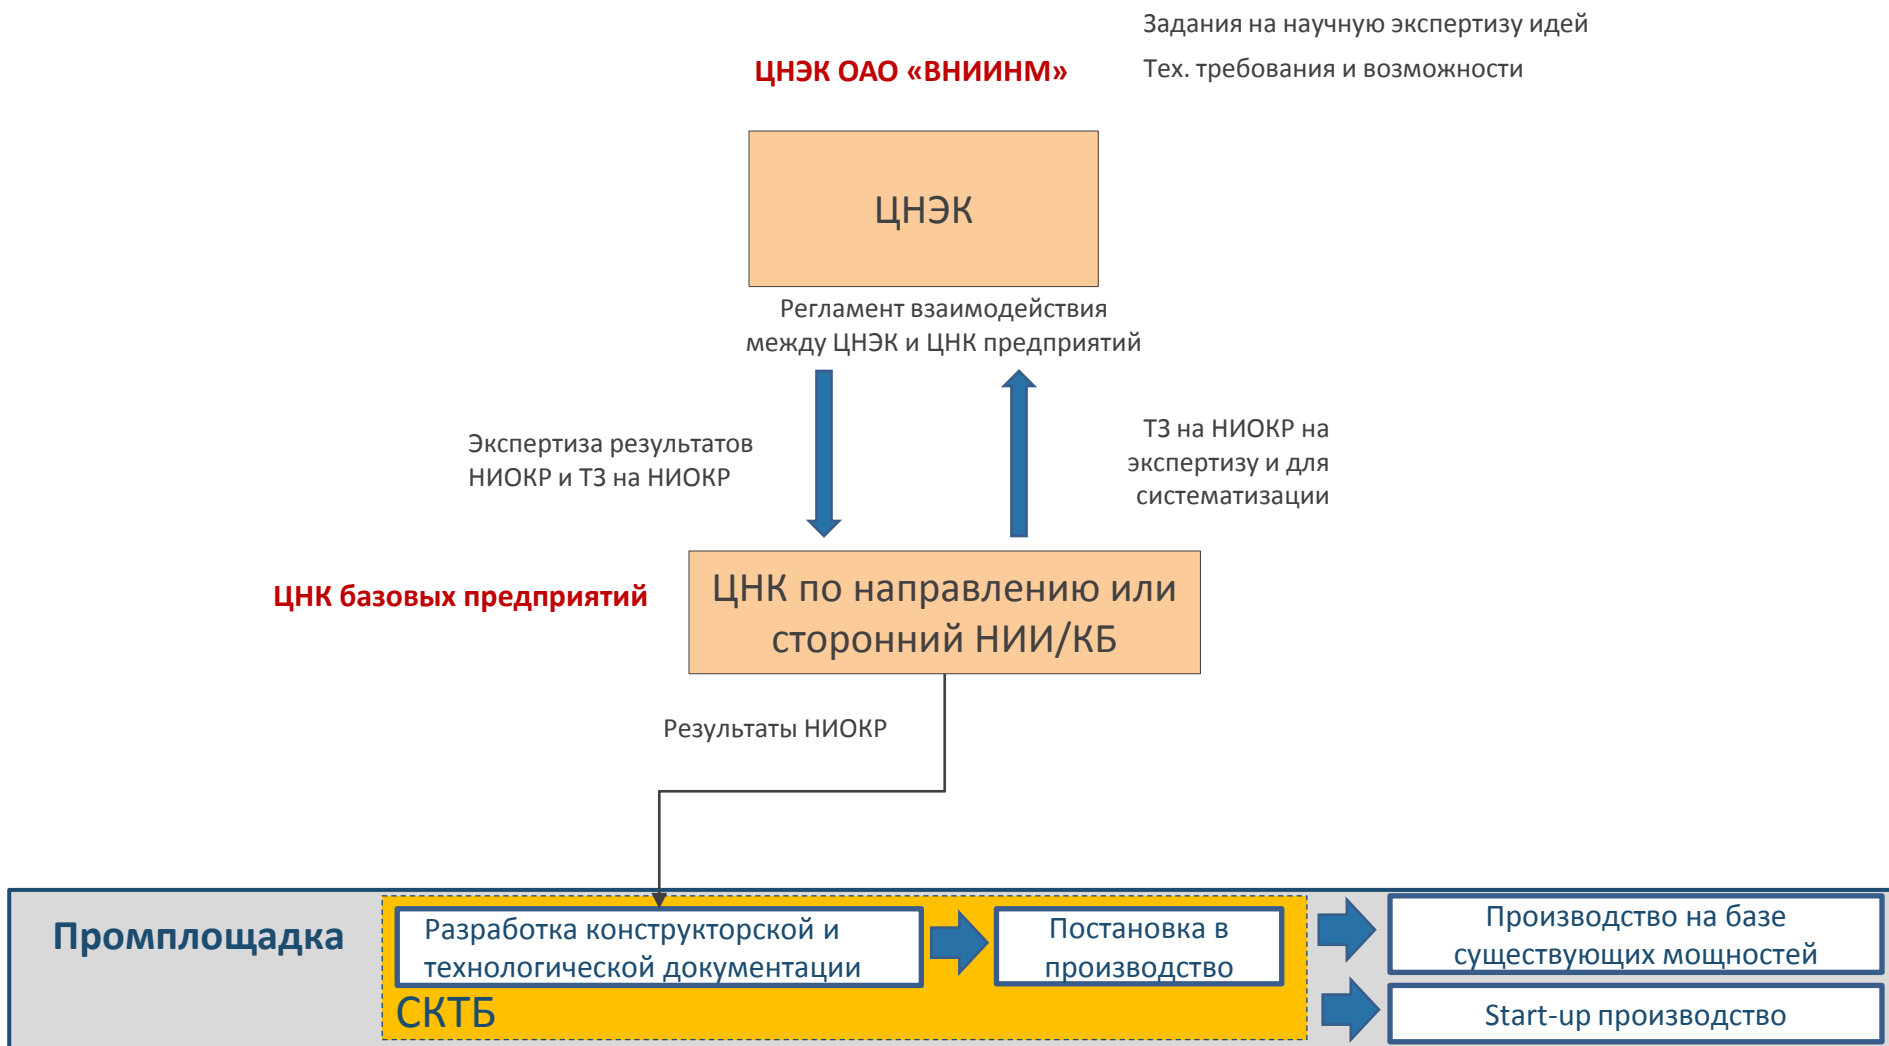 Задания на научную экспертизу идей
ЦНЭК ОАО «ВНИИНМ»
Тех. требования и возможности
ЦНЭК
Регламент взаимодействия
между ЦНЭК и ЦНК предприятий
Экспертиза результатов
НИОКР и ТЗ на НИОКР
ТЗ на НИОКР на
экспертизу и для
систематизации
ЦНК базовых предприятий
ЦНК по направлению или
сторонний НИИ/КБ
Результаты НИОКР
Промплощадка
Разработка конструкторской и
технологической документации
Постановка в
производство
СКТБ
Производство на базе
существующих мощностей
Start-up производство